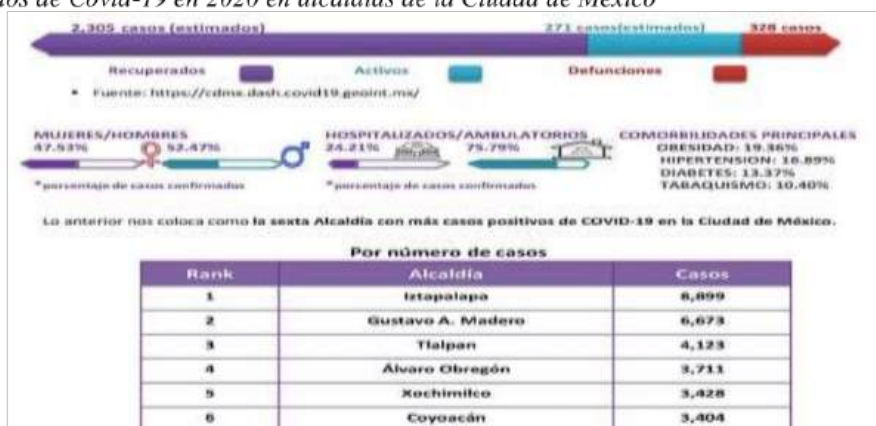 os de Covid-19 en 2020 en alcaldías de la Ciudad de México
2,305 casos (estimados) 271 casos(estimados) 328 casos
Recuperados Activos Defunciones
• Fuente: https://cdmx.dash.covid19.geoint.mx/
MUJERES/HOMBRES HOSPITALIZADOS/AMBULATORIOS COMORBILIDADES PRINCIPALES
47.53% 52.47% 24.21% 75.79% OBESIDAD: 19.36%
HIPERTENSION: 16.89%
DIABETES: 13.37%
*porsentaje de casos confirmados *porsentaje de casos confirmados TABAQUISMO: 10.40%
Lo anterior nos coloca como la sexta Alcaldía con más casos positivos de COVID-19 en la Ciudad de México.
Por número de casos
Rank Alcaldía Casos
1 Iztapalapa 8,899
2 Gustavo A. Madero 6,673
3 Tlalpan 4,123
4 Álvaro Obregón 3,711
5 Xochimilco 3,428
6 Coyoacán 3,404